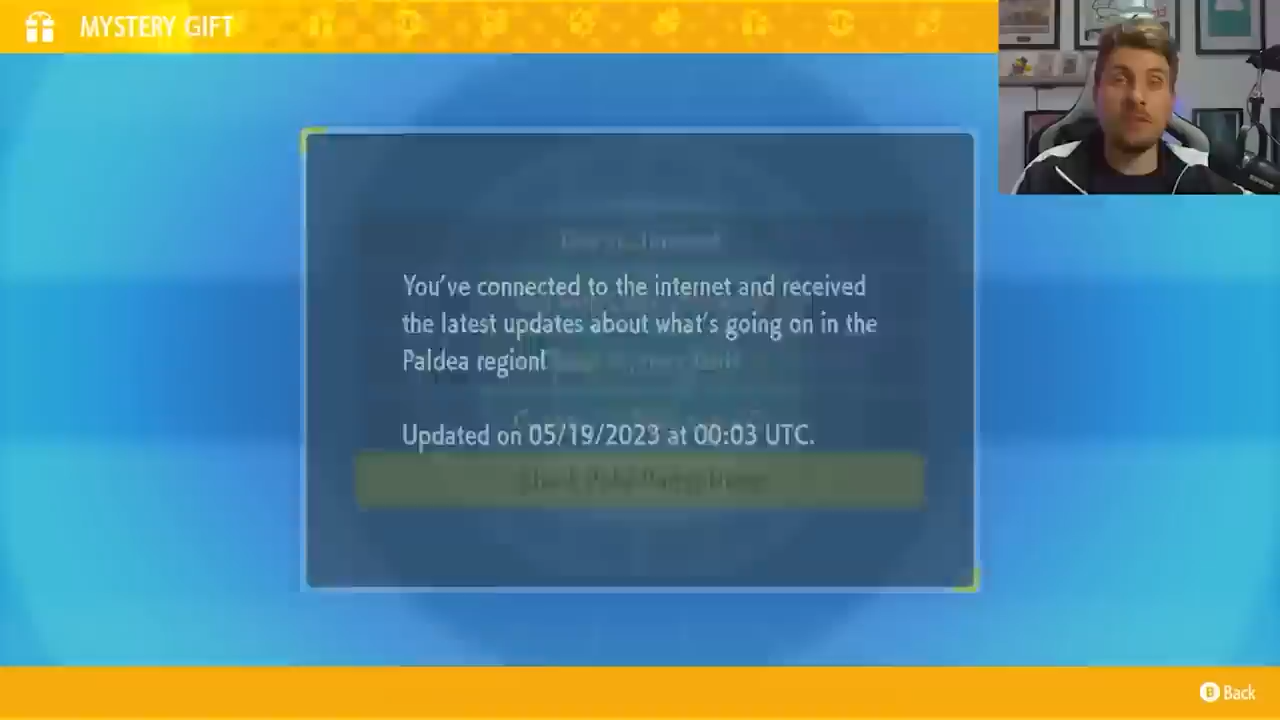 MYSTERY GIFT
You've connected to the internet and received
the latest updates about what's going on in the
Paldea region!
Updated on 05/19/2023 at 00:03 UTC.
B Back